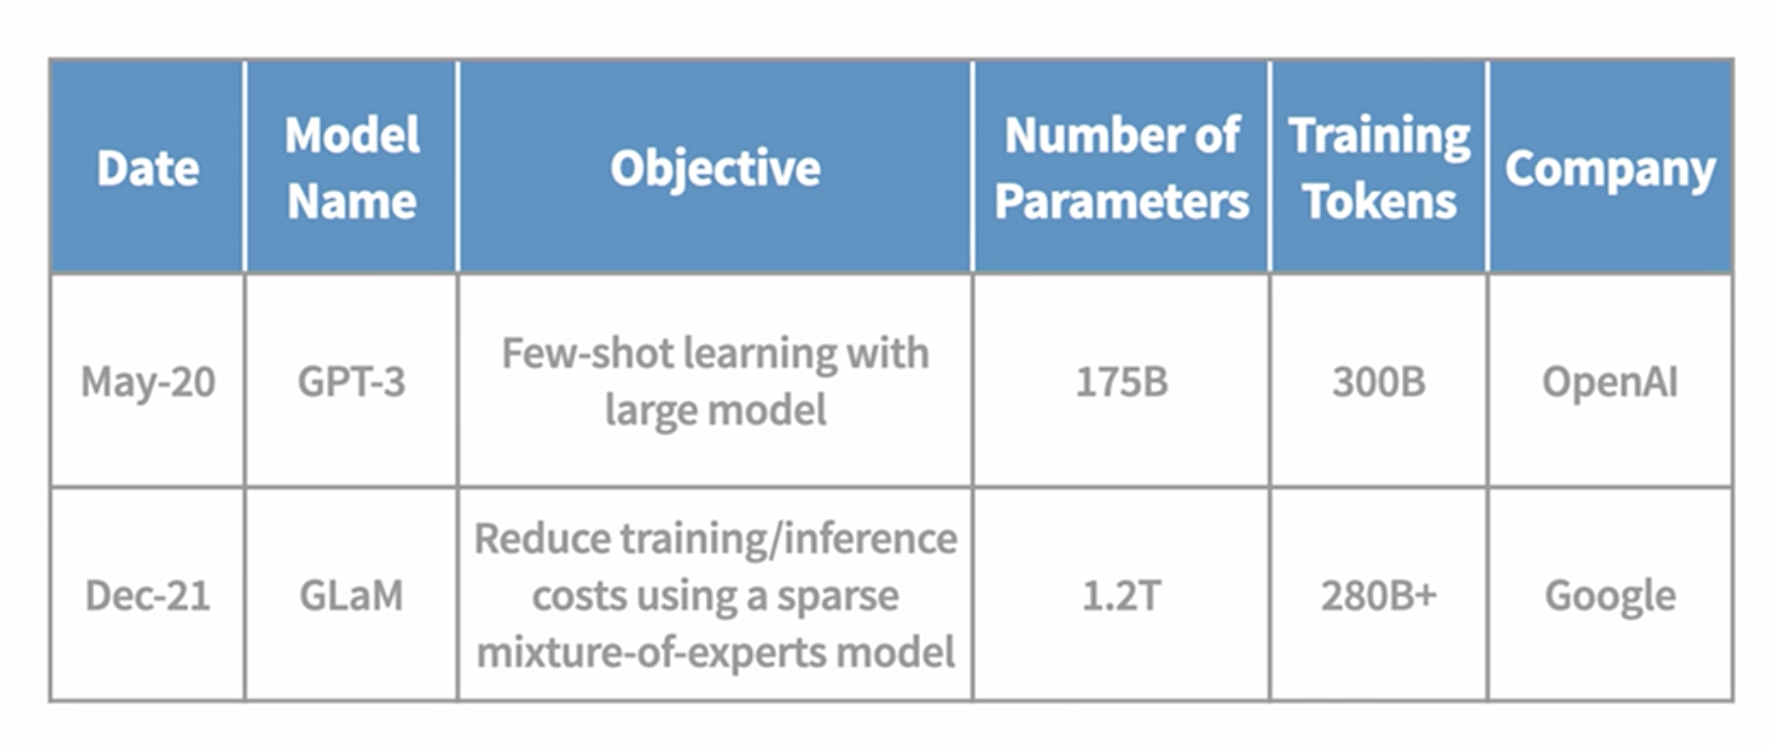 Date
Model
Name
Objective
Number of
Parameters
Training
Tokens
Company
May-20
GPT-3
Few-shot learning with
large model
175B
300B
OpenAI
Dec-21
GLaM
Reduce training/inference
costs using a sparse
mixture-of-experts model
1.2T
280B+
Google